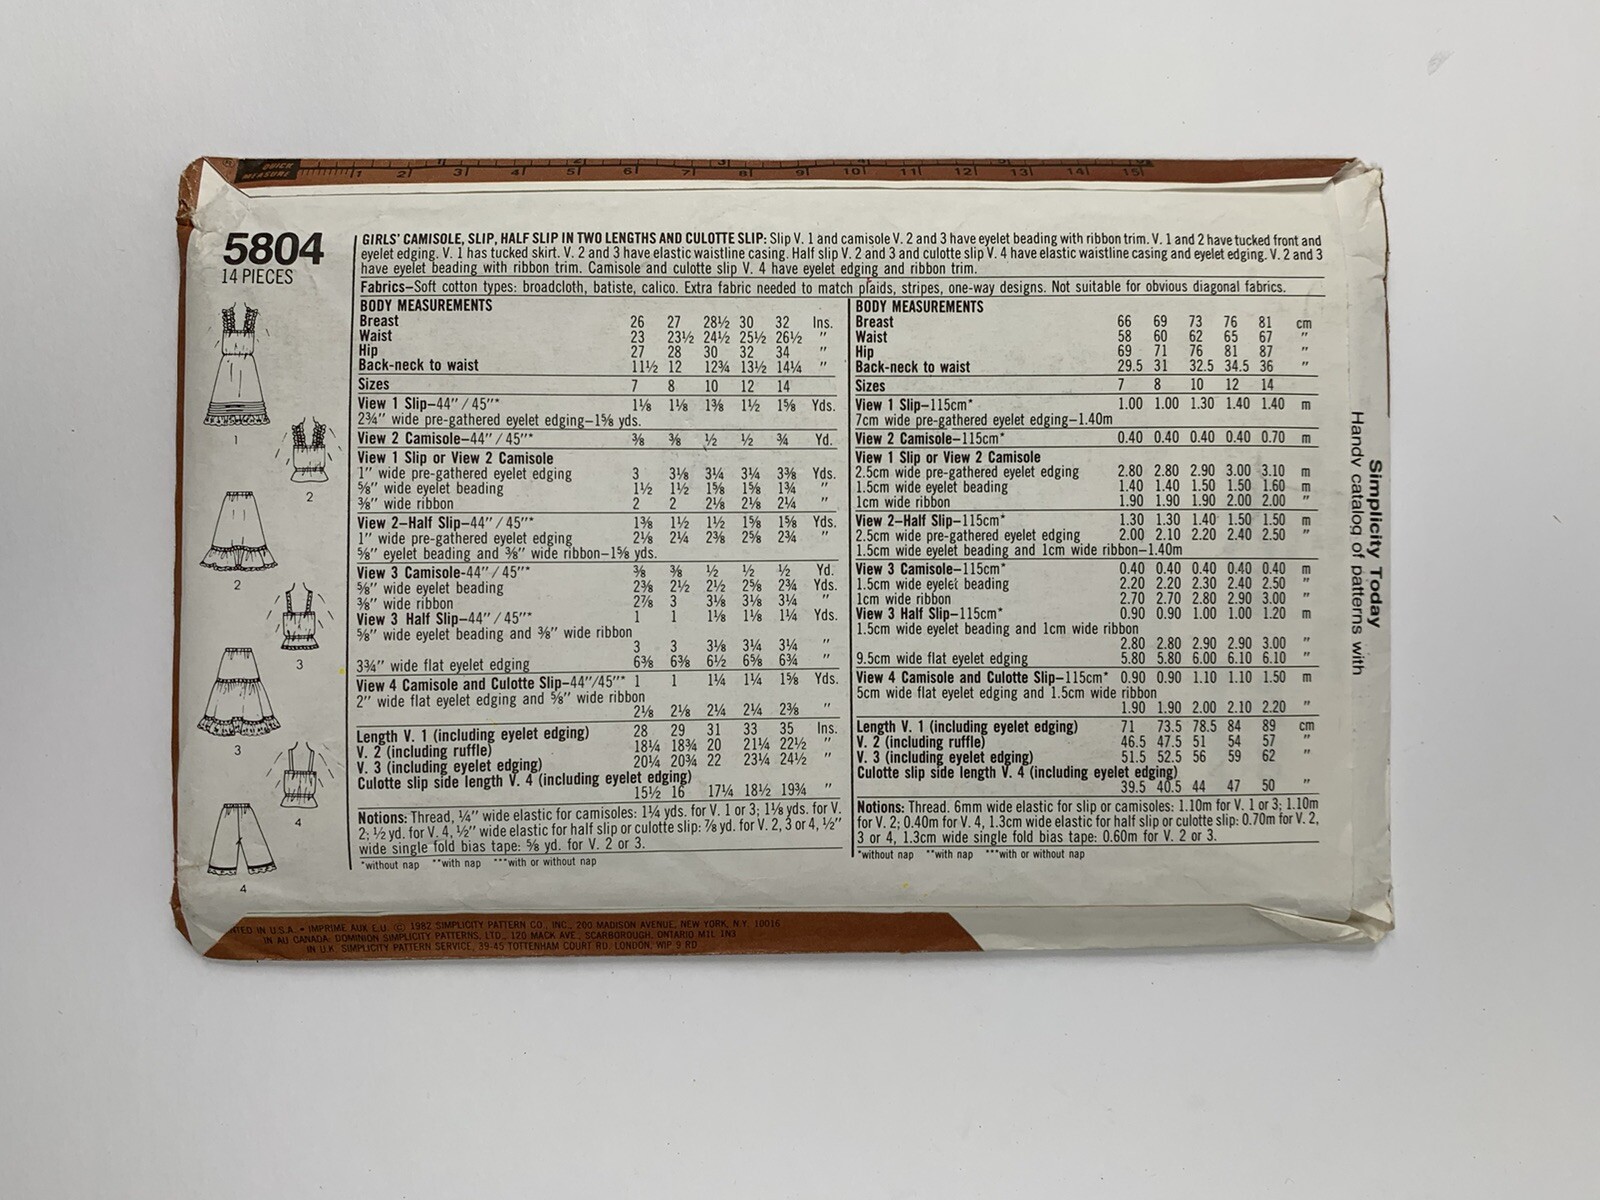 QUICK MEASURE
1 2 3 4 5 6 7 8 9 10 11 12 13 14 15
5804
14 PIECES
1
2
2
3
3
4
4
GIRLS' CAMISOLE, SLIP, HALF SLIP IN TWO LENGTHS AND CULOTTE SLIP: Slip V. 1 and camisole V. 2 and 3 have eyelet beading with ribbon trim. V. 1 and 2 have tucked front and
eyelet edging. V. 1 has tucked skirt. V. 2 and 3 have elastic waistline casing. Half slip V. 2 and 3 and culotte slip V. 4 have elastic waistline casing and eyelet edging. V. 2 and 3
have eyelet beading with ribbon trim. Camisole and culotte slip V. 4 have eyelet edging and ribbon trim.
Fabrics—Soft cotton types: broadcloth, batiste, calico. Extra fabric needed to match plaids, stripes, one-way designs. Not suitable for obvious diagonal fabrics.
BODY MEASUREMENTS
Breast 26 27 28½ 30 32 Ins.
Waist 23 23½ 24½ 25½ 26½ "
Hip 27 28 30 32 34 "
Back-neck to waist 11½ 12 12¾ 13½ 14¼ "
Sizes 7 8 10 12 14
View 1 Slip—44"/45"* 1⅛ 1⅛ 1⅜ 1½ 1⅝ Yds.
2¾" wide pre-gathered eyelet edging—1⅝ yds.
View 2 Camisole—44"/45"* ⅜ ⅜ ½ ½ ¾ Yd.
View 1 Slip or View 2 Camisole
1" wide pre-gathered eyelet edging 3 3⅛ 3¼ 3¼ 3⅜ Yds.
⅝" wide eyelet beading 1½ 1½ 1⅝ 1⅝ 1¾ "
⅜" wide ribbon 2 2 2⅛ 2⅛ 2¼ "
View 2—Half Slip—44"/45"* 1⅜ 1½ 1½ 1⅝ 1⅝ Yds.
1" wide pre-gathered eyelet edging 2⅛ 2¼ 2⅜ 2⅝ 2¾ "
⅝" eyelet beading and ⅜" wide ribbon—1⅝ yds.
View 3 Camisole-44"/45"* ⅜ ⅜ ½ ½ ½ Yd.
⅝" wide eyelet beading 2⅜ 2½ 2½ 2⅝ 2¾ Yds.
⅜" wide ribbon 2⅞ 3 3⅛ 3⅛ 3¼ "
View 3 Half Slip—44"/45"* 1 1 1⅛ 1⅛ 1¼ Yds.
⅝" wide eyelet beading and ⅜" wide ribbon
3 3 3⅛ 3¼ 3¼ "
3¾" wide flat eyelet edging 6⅜ 6⅜ 6½ 6⅝ 6¾ "
View 4 Camisole and Culotte Slip—44"/45"* 1 1 1¼ 1¼ 1⅝ Yds.
2" wide flat eyelet edging and ⅝" wide ribbon
2⅛ 2⅛ 2¼ 2¼ 2⅜ "
Length V. 1 (including eyelet edging) 28 29 31 33 35 Ins.
V. 2 (including ruffle) 18¼ 18¾ 20 21¼ 22½ "
V. 3 (including eyelet edging) 20¼ 20¾ 22 23¼ 24½ "
Culotte slip side length V. 4 (including eyelet edging)
15½ 16 17¼ 18½ 19¾ "
Notions: Thread, ¼" wide elastic for camisoles: 1¼ yds. for V. 1 or 3; 1⅛ yds. for V.
2; ½ yd. for V. 4, ½" wide elastic for half slip or culotte slip: ⅞ yd. for V. 2, 3 or 4, ½"
wide single fold bias tape: ⅝ yd. for V. 2 or 3.
*without nap **with nap ***with or without nap
BODY MEASUREMENTS
Breast 66 69 73 76 81 cm
Waist 58 60 62 65 67 "
Hip 69 71 76 81 87 "
Back-neck to waist 29.5 31 32.5 34.5 36 "
Sizes 7 8 10 12 14
View 1 Slip—115cm* 1.00 1.00 1.30 1.40 1.40 m
7cm wide pre-gathered eyelet edging—1.40m
View 2 Camisole—115cm* 0.40 0.40 0.40 0.40 0.70 m
View 1 Slip or View 2 Camisole
2.5cm wide pre-gathered eyelet edging 2.80 2.80 2.90 3.00 3.10 m
1.5cm wide eyelet beading 1.40 1.40 1.50 1.50 1.60 m
1cm wide ribbon 1.90 1.90 1.90 2.00 2.00 "
View 2—Half Slip—115cm* 1.30 1.30 1.40 1.50 1.50 m
2.5cm wide pre-gathered eyelet edging 2.00 2.10 2.20 2.40 2.50 "
1.5cm wide eyelet beading and 1cm wide ribbon—1.40m
View 3 Camisole—115cm* 0.40 0.40 0.40 0.40 0.40 m
1.5cm wide eyelet beading 2.20 2.20 2.30 2.40 2.50 "
1cm wide ribbon 2.70 2.70 2.80 2.90 3.00 "
View 3 Half Slip—115cm* 0.90 0.90 1.00 1.00 1.20 m
1.5cm wide eyelet beading and 1cm wide ribbon
2.80 2.80 2.90 2.90 3.00 "
9.5cm wide flat eyelet edging 5.80 5.80 6.00 6.10 6.10 "
View 4 Camisole and Culotte Slip—115cm* 0.90 0.90 1.10 1.10 1.50 m
5cm wide flat eyelet edging and 1.5cm wide ribbon
1.90 1.90 2.00 2.10 2.20 "
Length V. 1 (including eyelet edging) 71 73.5 78.5 84 89 cm
V. 2 (including ruffle) 46.5 47.5 51 54 57 "
V. 3 (including eyelet edging) 51.5 52.5 56 59 62 "
Culotte slip side length V. 4 (including eyelet edging)
39.5 40.5 44 47 50 "
Notions: Thread. 6mm wide elastic for slip or camisoles: 1.10m for V. 1 or 3; 1.10m
for V. 2; 0.40m for V. 4, 1.3cm wide elastic for half slip or culotte slip: 0.70m for V. 2,
3 or 4, 1.3cm wide single fold bias tape: 0.60m for V. 2 or 3.
*without nap **with nap ***with or without nap
Simplicity Today
Handy catalog of patterns with
NTED IN U.S.A. • IMPRIME AUX E.U. © 1982 SIMPLICITY PATTERN CO., INC., 200 MADISON AVENUE, NEW YORK, N.Y. 10016
IN AU CANADA: DOMINION SIMPLICITY PATTERNS, LTD., 120 MACK AVE., SCARBOROUGH, ONTARIO M1L 1N3
IN U.K. SIMPLICITY PATTERN SERVICE, 39-45 TOTTENHAM COURT RD. LONDON, W1P 9 RD